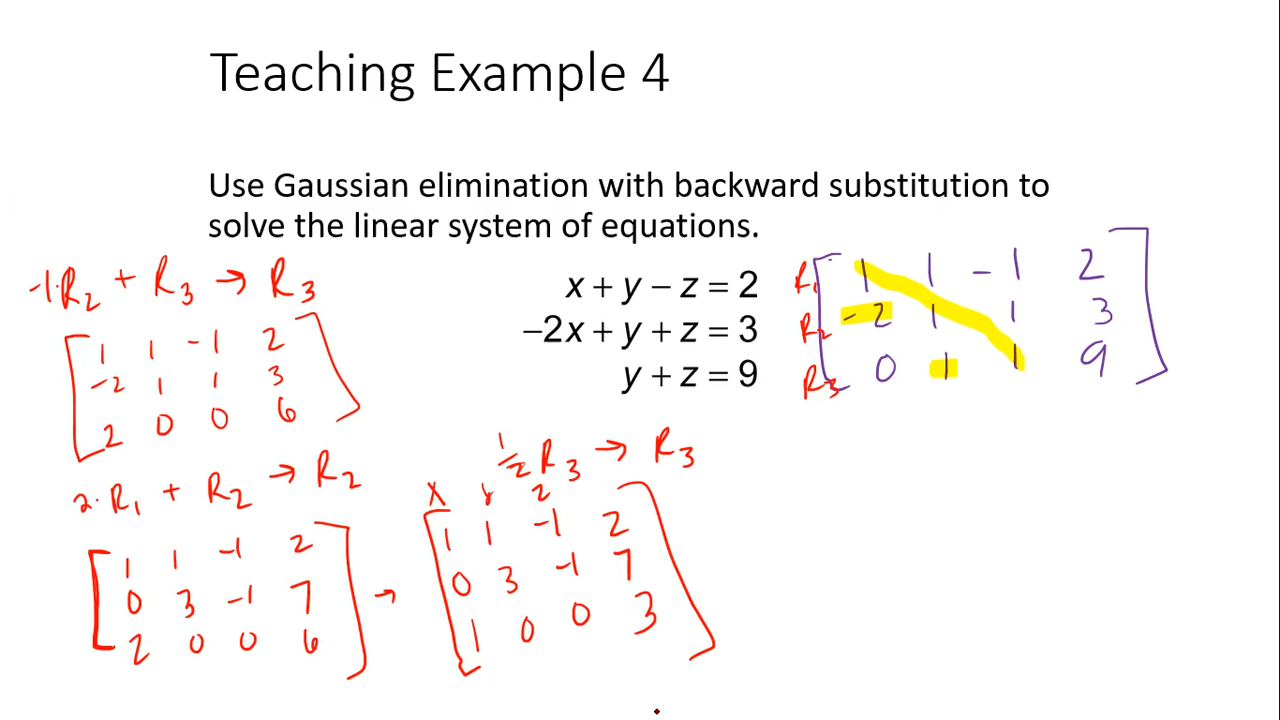 Teaching Example 4
Use Gaussian elimination with backward substitution to
solve the linear system of equations.
x + y − z = 2
−2x + y + z = 3
y + z = 9
R1 1 1 -1 2
R2 -2 1 1 3
R3 0 1 1 9
-1·R2 + R3 → R3
1 1 -1 2
-2 1 1 3
2 0 0 6
2·R1 + R2 → R2
1 1 -1 2
0 3 -1 7
2 0 0 6
→
1/2 R3 → R3
x y z
1 1 -1 2
0 3 -1 7
1 0 0 3